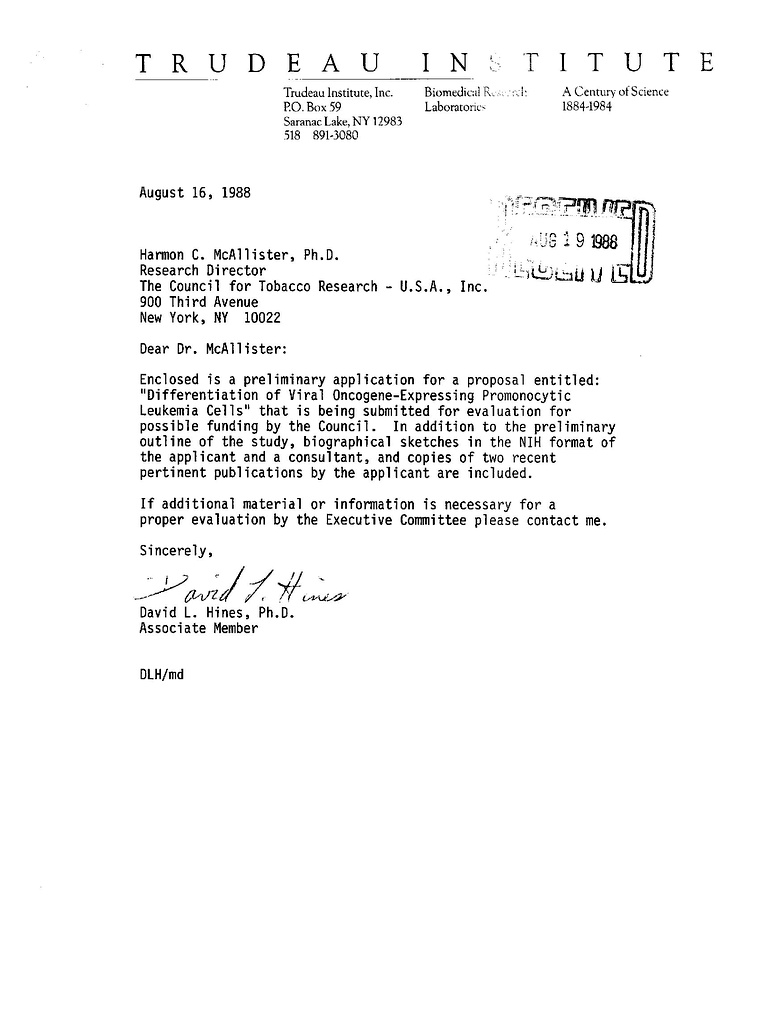 TRUDEAU INSTITUTE
Trudeau Institute, Inc.
P.O. Box 59
Saranac Lake, NY 12983
518 891-3080
Biomedical
Laboratories
A Century of Science
1884-1984
August 16, 1988
AUG 19 1988
Harmon C. McAllister, Ph.D.
Research Director
The Council for Tobacco Research - U.S.A., Inc.
900 Third Avenue
New York, NY 10022
Dear Dr. McAllister:
Enclosed is a preliminary application for a proposal entitled:
"Differentiation of Viral Oncogene-Expressing Promonocytic
Leukemia Cells" that is being submitted for evaluation for
possible funding by the Council. In addition to the preliminary
outline of the study, biographical sketches in the NIH format of
the applicant and a consultant, and copies of two recent
pertinent publications by the applicant are included.
If additional material or information is necessary for a
proper evaluation by the Executive Committee please contact me.
Sincerely,
David L. Hines
David L. Hines, Ph.D.
Associate Member
DLH/md